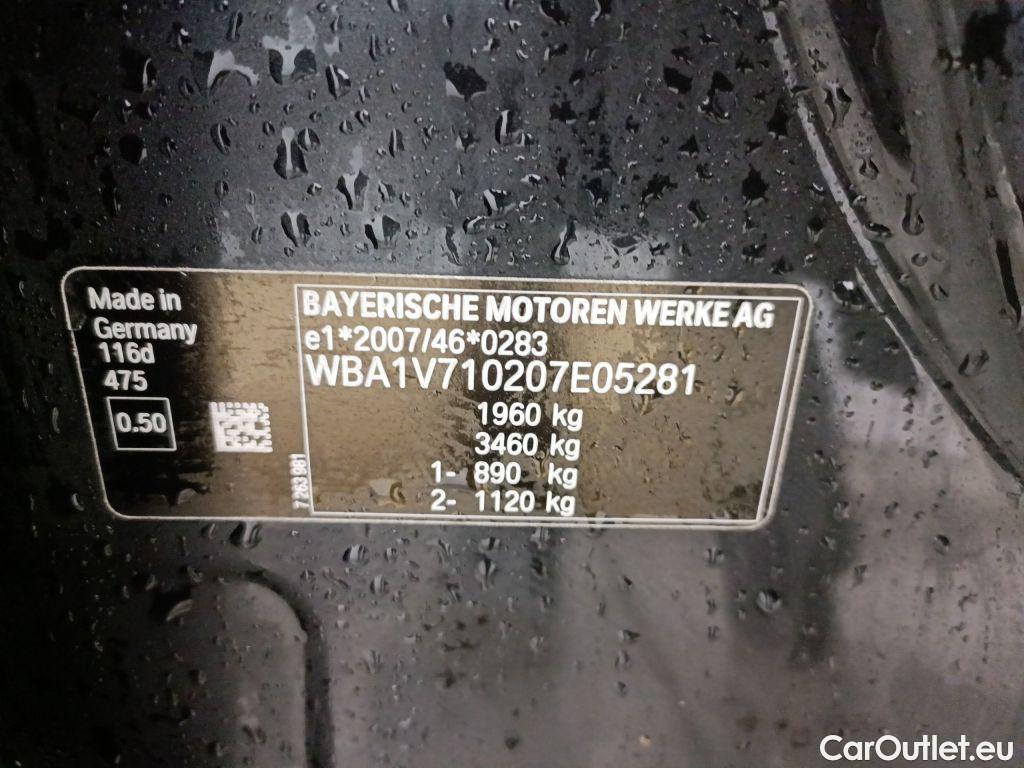 Made in
Germany
116d
475
0.50
BAYERISCHE MOTOREN WERKE AG
e1*2007/46*0283
WBA1V710207E05281
1960 kg
3460 kg
1- 890 kg
2- 1120 kg
7 263 981
CarOutlet.eu